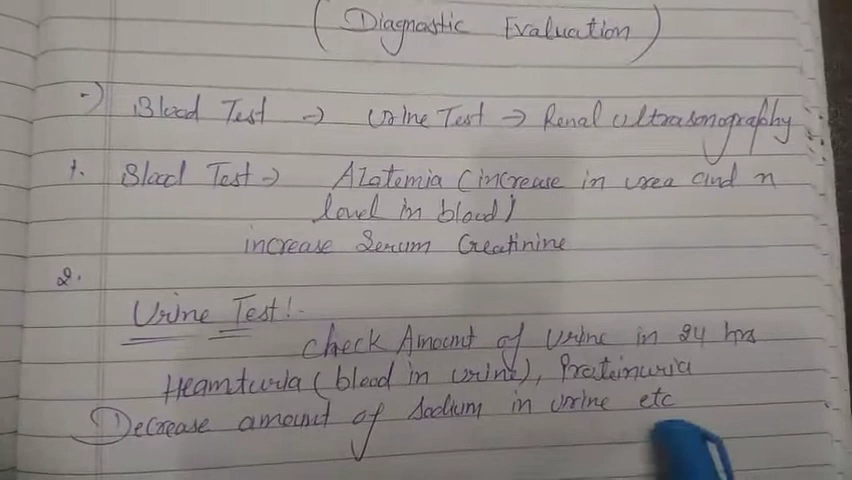 (Diagnastic Evaluation)
-) Blood Test -> Urine Test -> Renal ultrasonography
1. Blood Test -> Azatemia (increase in urea and n
level in blood)
increase Serum Creatinine
2.
Urine Test:-
Check Amount of Urine in 24 hrs
Heamturia (blood in urine), Proteinuria
Decrease amount of Sodium in urine etc